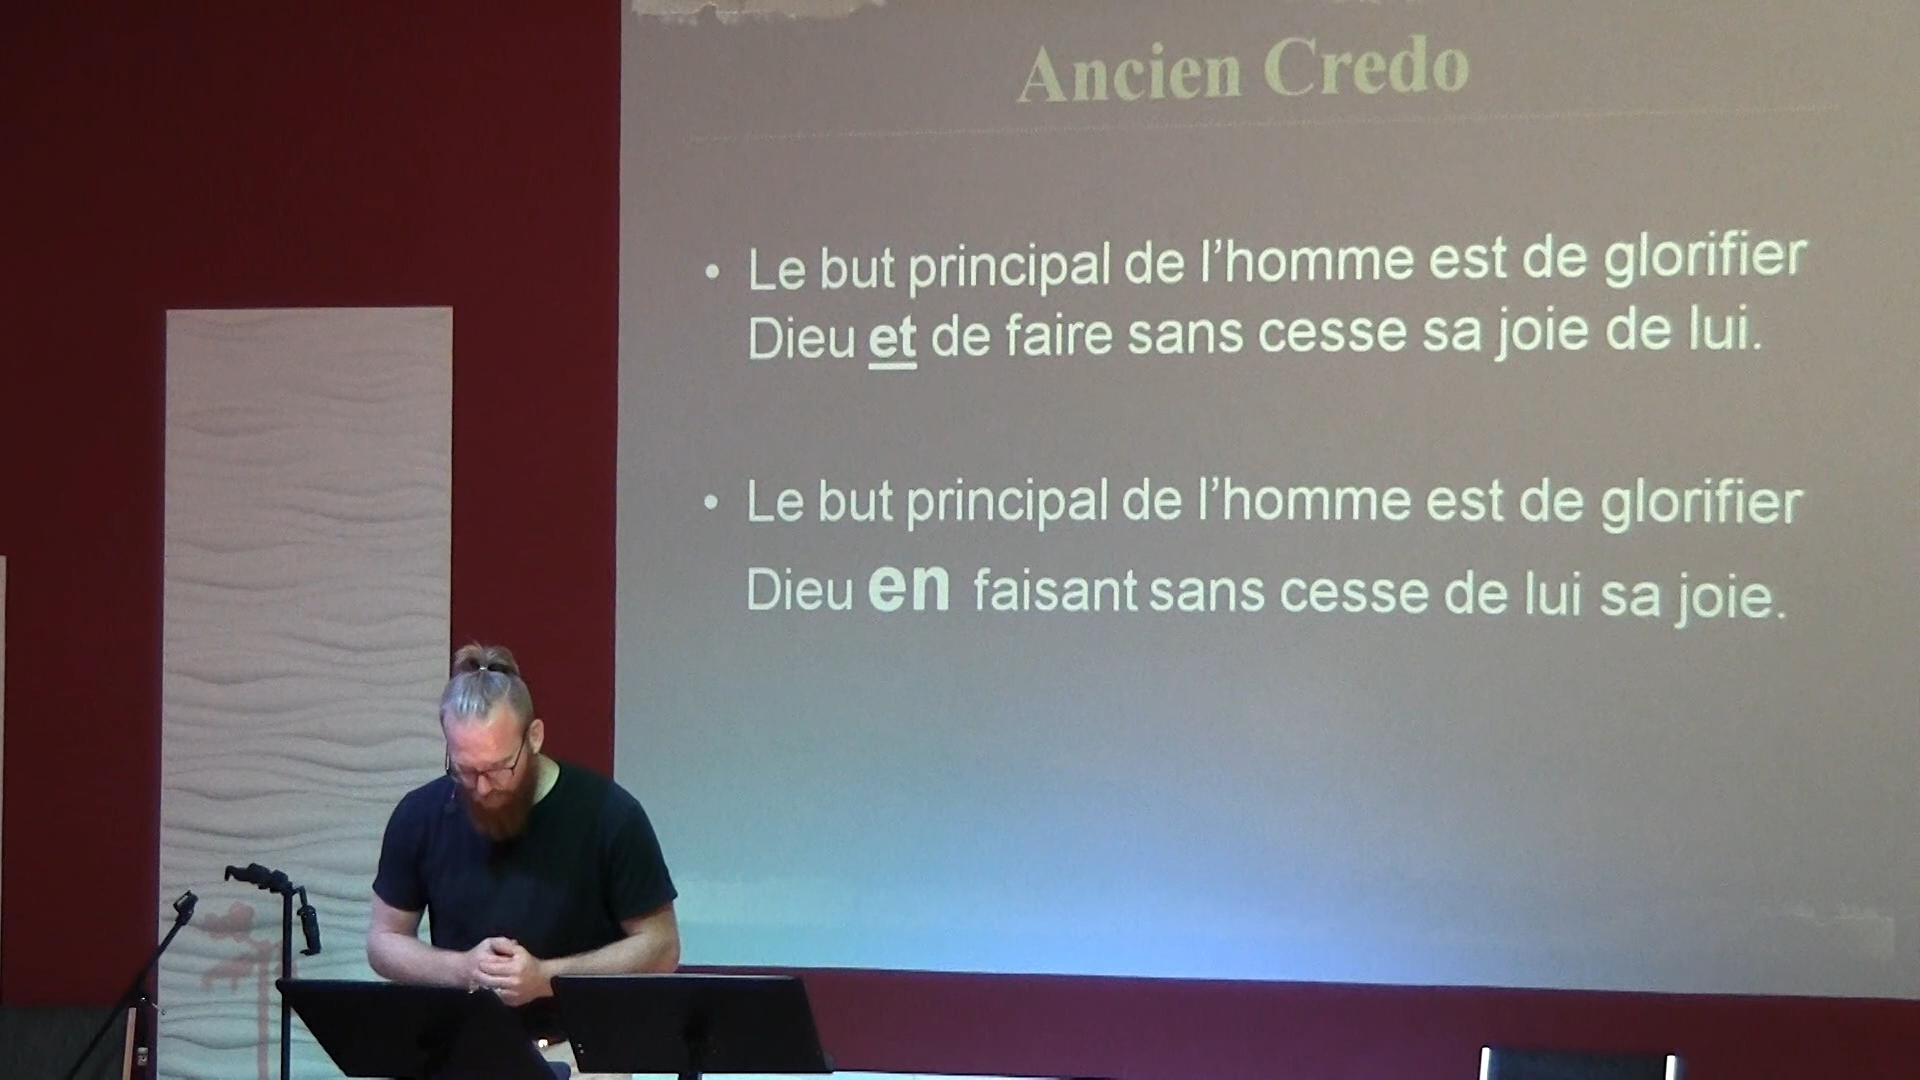 Ancien Credo
• Le but principal de l’homme est de glorifier
Dieu et de faire sans cesse sa joie de lui.
• Le but principal de l’homme est de glorifier
Dieu en faisant sans cesse de lui sa joie.